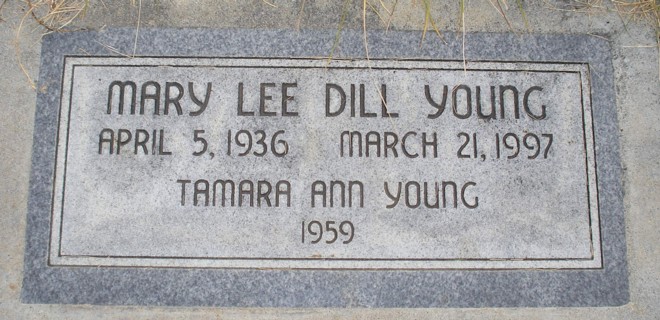 MARY LEE DILL YOUNG
APRIL 5, 1936 MARCH 21, 1997
TAMARA ANN YOUNG
1959